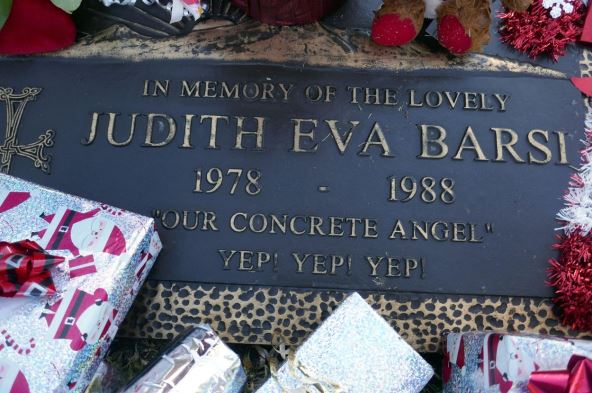 IN MEMORY OF THE LOVELY
JUDITH EVA BARSI
1978 - 1988
"OUR CONCRETE ANGEL"
YEP! YEP! YEP!